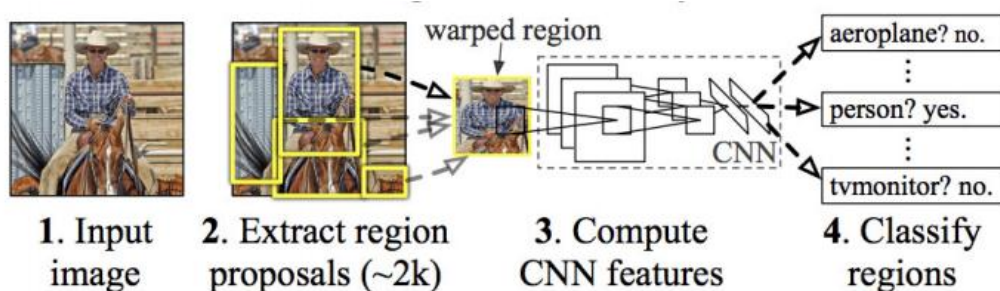 warped region
aeroplane? no.
person? yes.
CNN
tvmonitor? no.
1. Input
image
2. Extract region
proposals (~2k)
3. Compute
CNN features
4. Classify
regions